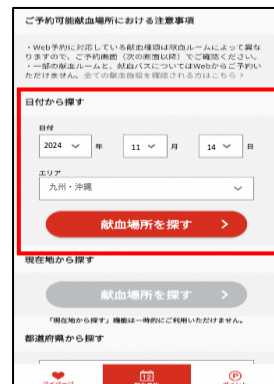 ご予約可能献血場所における注意事項
・Web予約に対応している献血種類は献血ルームによって異な
りますので、ご予約画面（次の画面以降）でご確認ください。
・一部の献血ルームと、献血バスについてはWebからご予約い
ただけません。全ての献血施設を確認される方はこちら >
日付から探す
日付
2024 年 11 月 14 日
エリア
九州・沖縄
献血場所を探す >
現在地から探す
献血場所を探す >
「現在地から探す」機能は一時的にご利用いただけません。
都道府県から探す